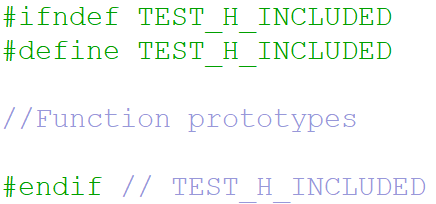 #ifndef TEST_H_INCLUDED
#define TEST_H_INCLUDED
//Function prototypes
#endif // TEST_H_INCLUDED